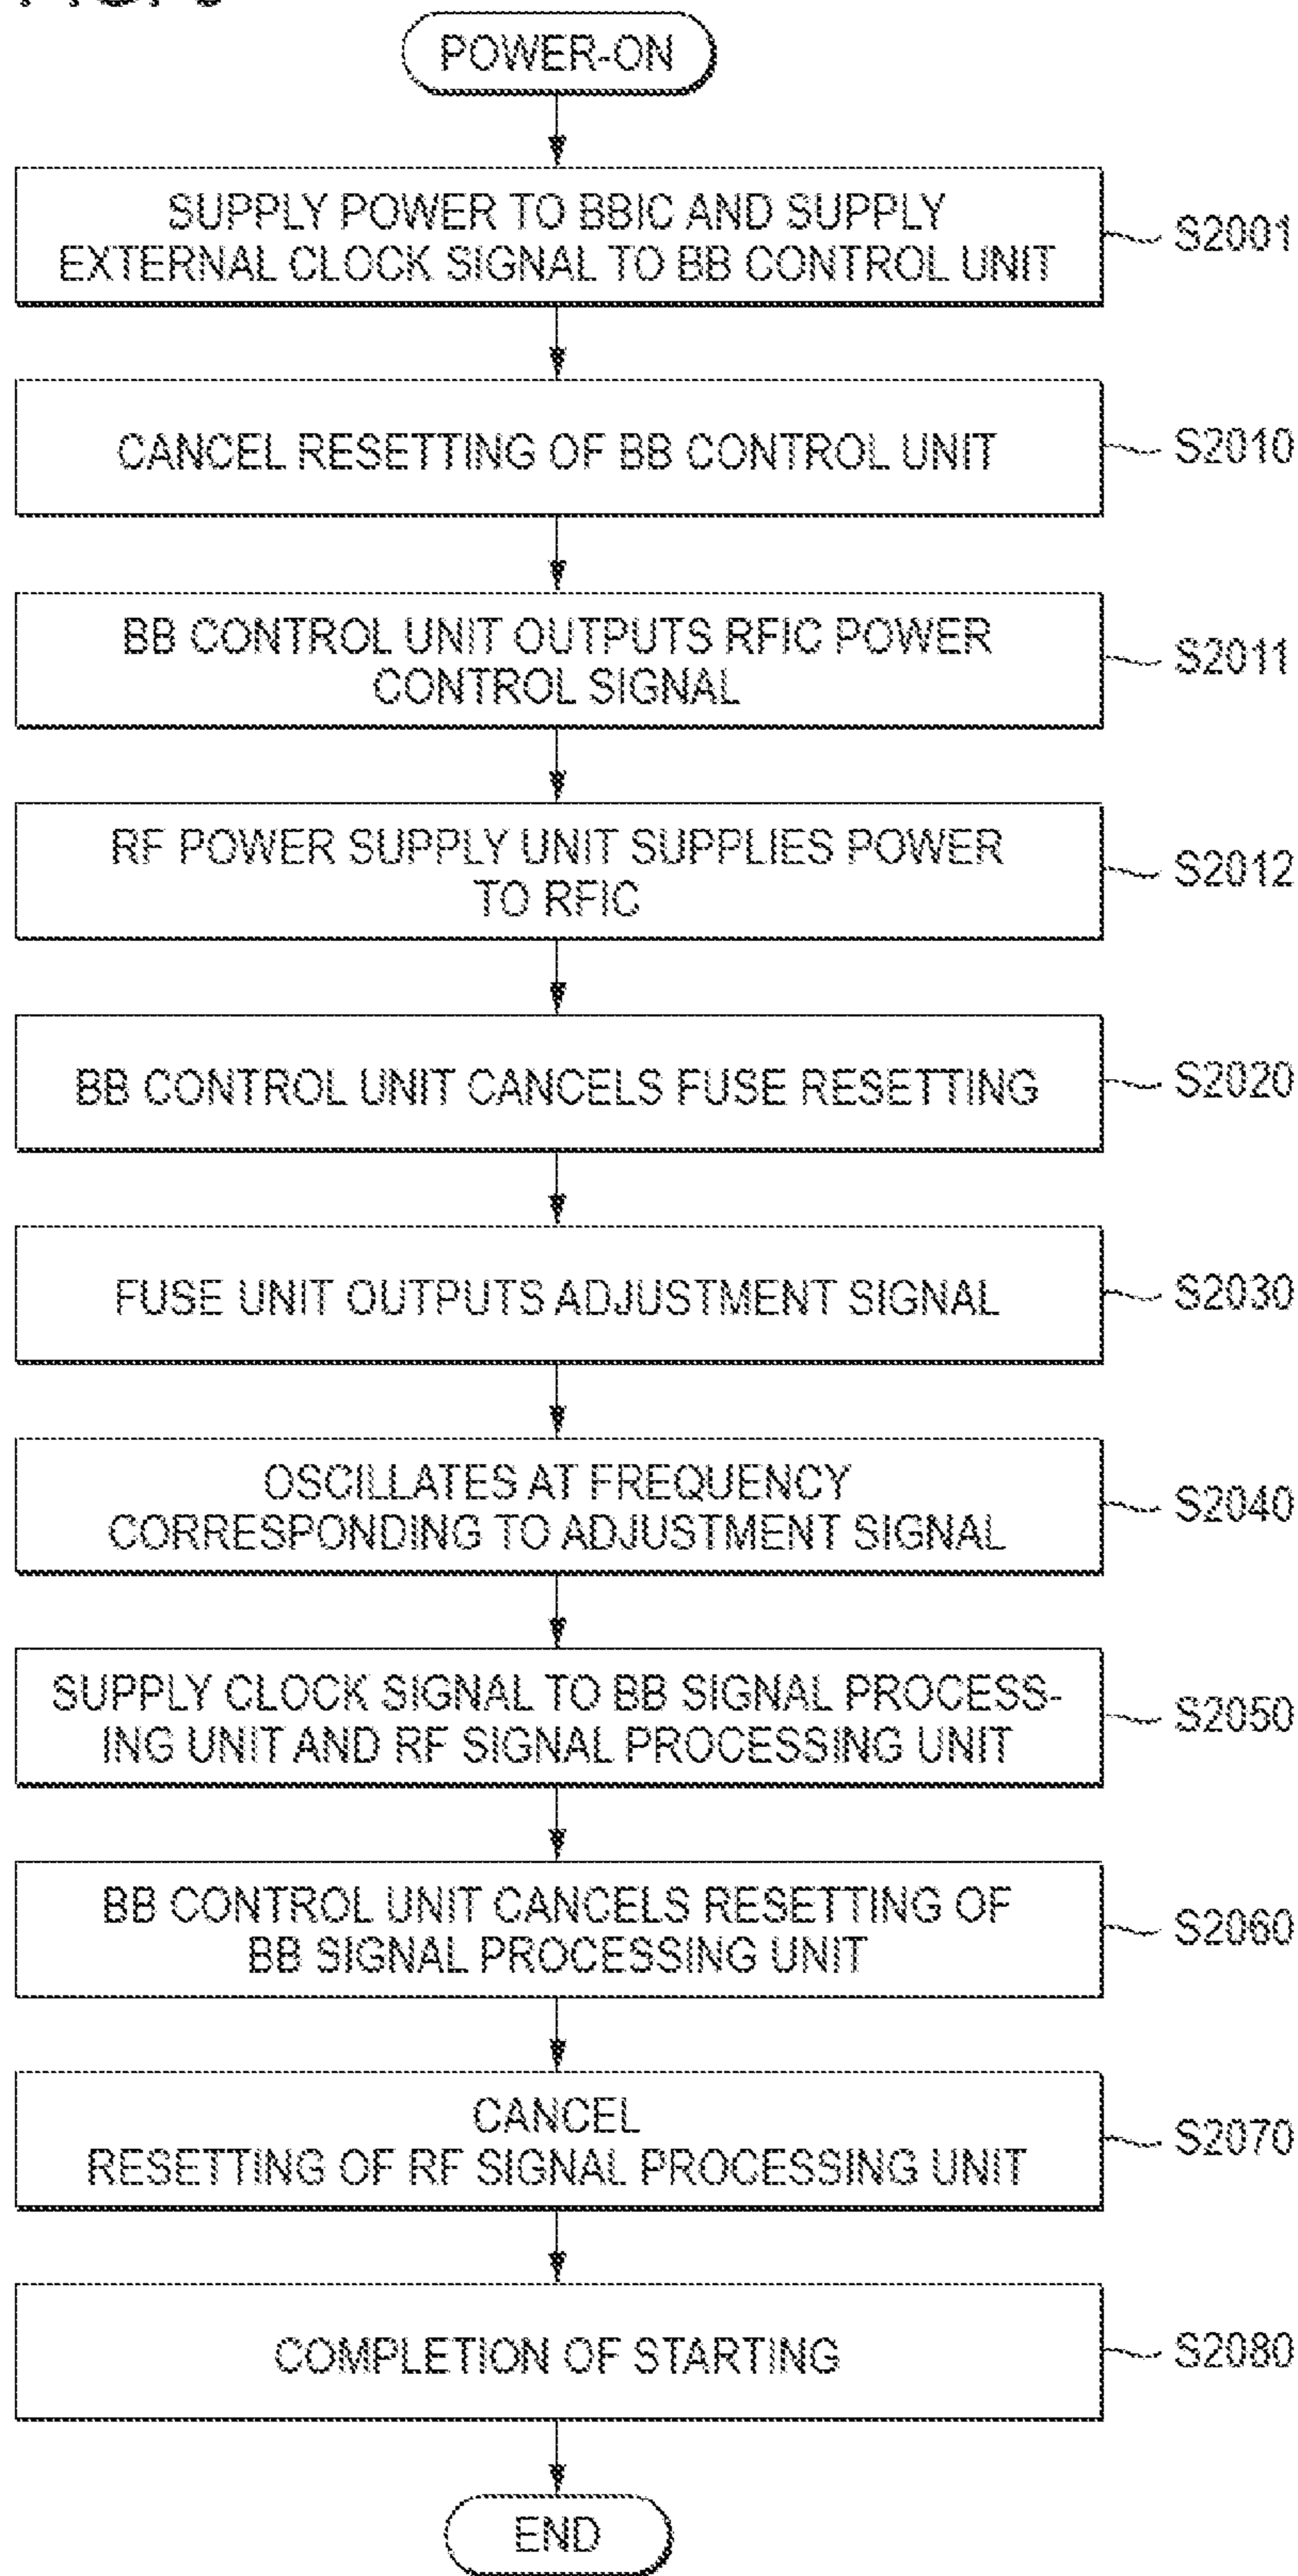 POWER-ON
SUPPLY POWER TO BBIC AND SUPPLY
EXTERNAL CLOCK SIGNAL TO BB CONTROL UNIT
S2001
CANCEL RESETTING OF BB CONTROL UNIT
S2010
BB CONTROL UNIT OUTPUTS RFIC POWER
CONTROL SIGNAL
S2011
RF POWER SUPPLY UNIT SUPPLIES POWER
TO RFIC
S2012
BB CONTROL UNIT CANCELS FUSE RESETTING
S2020
FUSE UNIT OUTPUTS ADJUSTMENT SIGNAL
S2030
OSCILLATES AT FREQUENCY
CORRESPONDING TO ADJUSTMENT SIGNAL
S2040
SUPPLY CLOCK SIGNAL TO BB SIGNAL PROCESS-
ING UNIT AND RF SIGNAL PROCESSING UNIT
S2050
BB CONTROL UNIT CANCELS RESETTING OF
BB SIGNAL PROCESSING UNIT
S2060
CANCEL
RESETTING OF RF SIGNAL PROCESSING UNIT
S2070
COMPLETION OF STARTING
S2080
END